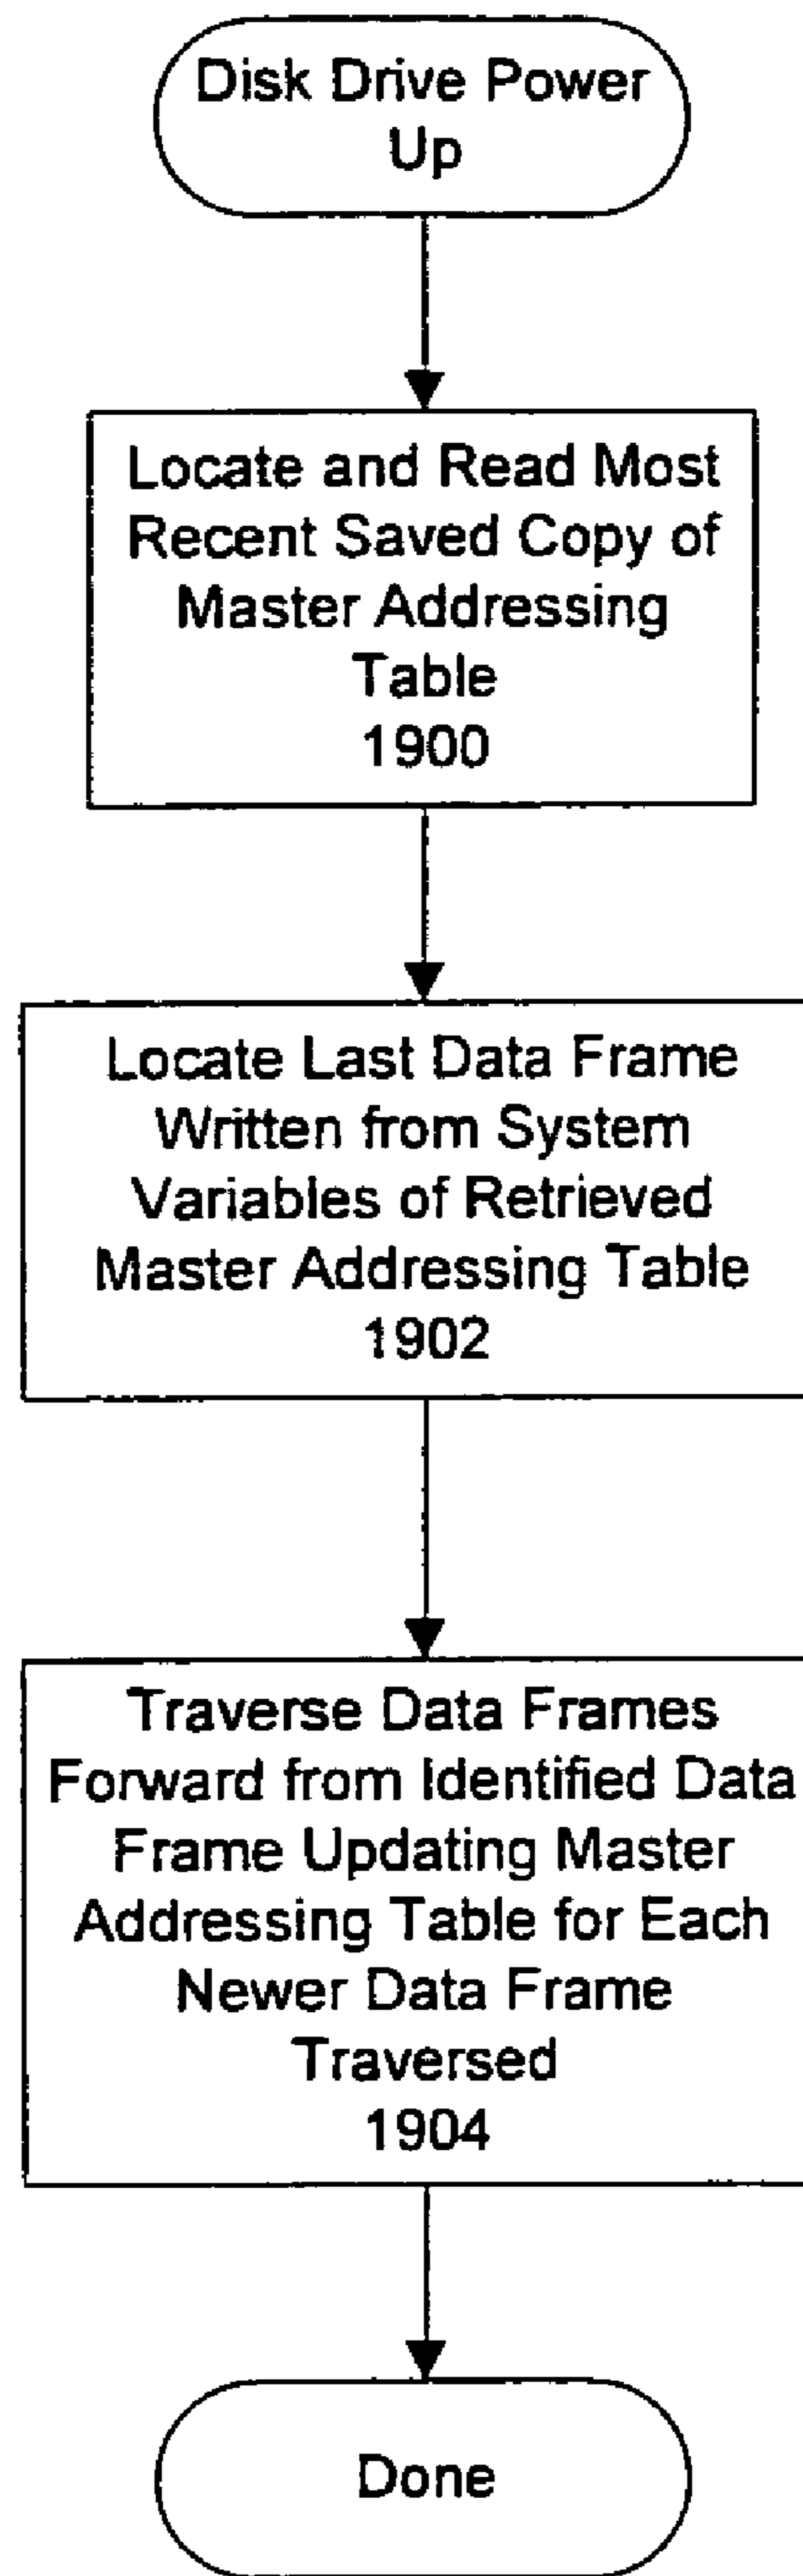 Disk Drive Power
Up
Locate and Read Most
Recent Saved Copy of
Master Addressing
Table
1900
Locate Last Data Frame
Written from System
Variables of Retrieved
Master Addressing Table
1902
Traverse Data Frames
Forward from Identified Data
Frame Updating Master
Addressing Table for Each
Newer Data Frame
Traversed
1904
Done